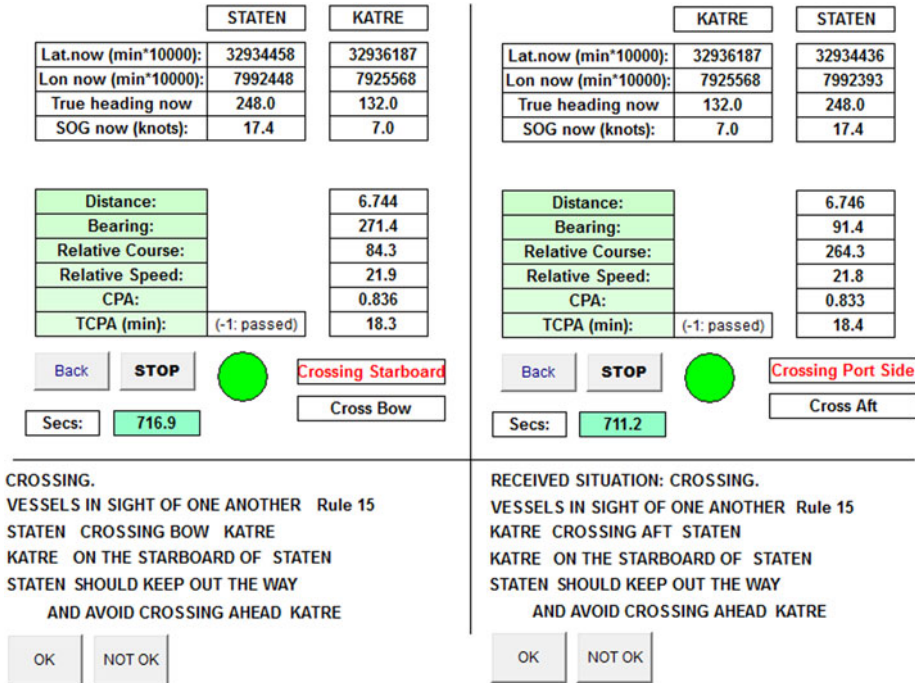 STATEN KATRE
Lat.now (min*10000): 32934458 32936187
Lon now (min*10000): 7992448 7925568
True heading now 248.0 132.0
SOG now (knots): 17.4 7.0
Distance: 6.744
Bearing: 271.4
Relative Course: 84.3
Relative Speed: 21.9
CPA: 0.836
TCPA (min): (-1: passed) 18.3
Back STOP Crossing Starboard
Cross Bow
Secs: 716.9
CROSSING.
VESSELS IN SIGHT OF ONE ANOTHER Rule 15
STATEN CROSSING BOW KATRE
KATRE ON THE STARBOARD OF STATEN
STATEN SHOULD KEEP OUT THE WAY
AND AVOID CROSSING AHEAD KATRE
OK NOT OK
KATRE STATEN
Lat.now (min*10000): 32936187 32934436
Lon now (min*10000): 7925568 7992393
True heading now 132.0 248.0
SOG now (knots): 7.0 17.4
Distance: 6.746
Bearing: 91.4
Relative Course: 264.3
Relative Speed: 21.8
CPA: 0.833
TCPA (min): (-1: passed) 18.4
Back STOP Crossing Port Side
Cross Aft
Secs: 711.2
RECEIVED SITUATION: CROSSING.
VESSELS IN SIGHT OF ONE ANOTHER Rule 15
KATRE CROSSING AFT STATEN
KATRE ON THE STARBOARD OF STATEN
STATEN SHOULD KEEP OUT THE WAY
AND AVOID CROSSING AHEAD KATRE
OK NOT OK